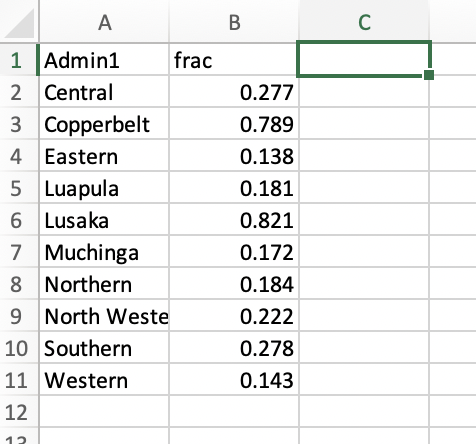 A B C
1 Admin1 frac
2 Central 0.277
3 Copperbelt 0.789
4 Eastern 0.138
5 Luapula 0.181
6 Lusaka 0.821
7 Muchinga 0.172
8 Northern 0.184
9 North Weste 0.222
10 Southern 0.278
11 Western 0.143
12
13